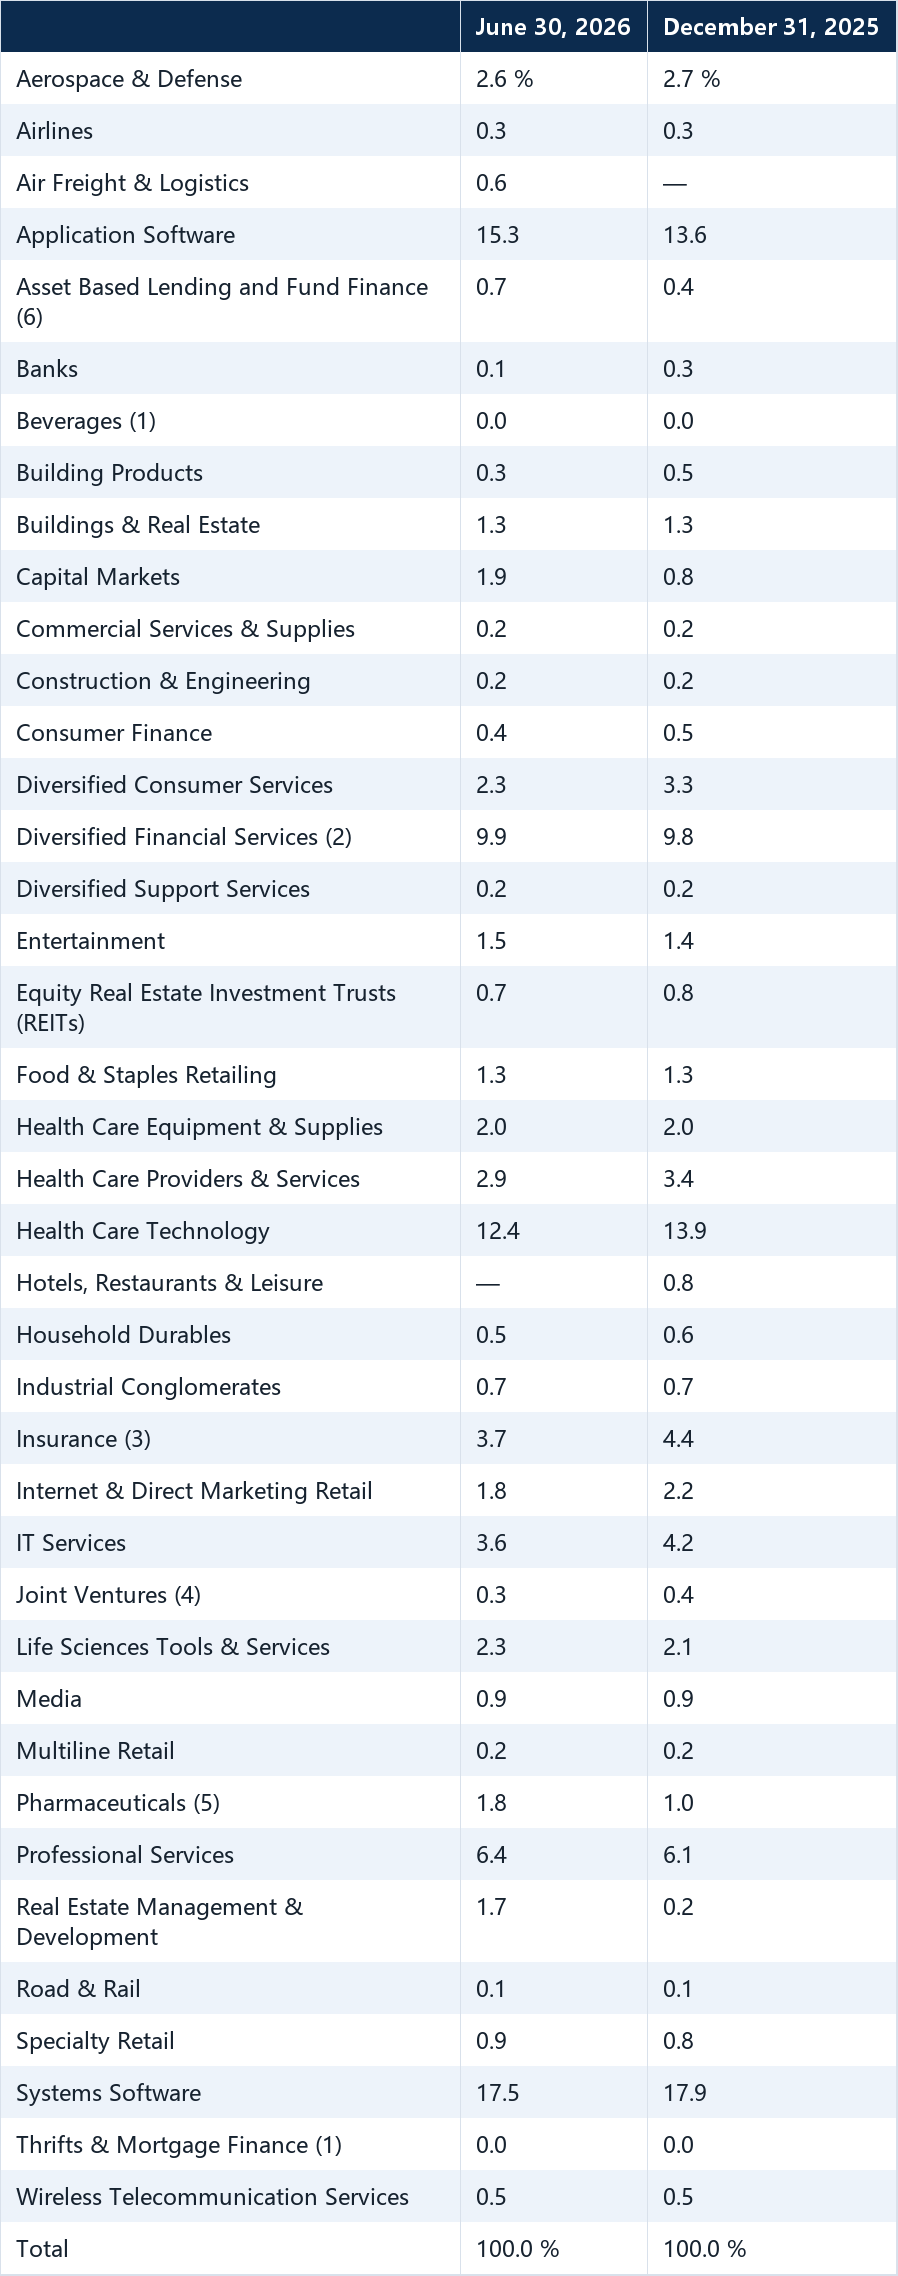 June 30, 2026 December 31, 2025
Aerospace & Defense 2.6 % 2.7 %
Airlines 0.3 0.3
Air Freight & Logistics 0.6 —
Application Software 15.3 13.6
Asset Based Lending and Fund Finance 0.7 0.4
(6)
Banks 0.1 0.3
Beverages (1) 0.0 0.0
Building Products 0.3 0.5
Buildings & Real Estate 1.3 1.3
Capital Markets 1.9 0.8
Commercial Services & Supplies 0.2 0.2
Construction & Engineering 0.2 0.2
Consumer Finance 0.4 0.5
Diversified Consumer Services 2.3 3.3
Diversified Financial Services (2) 9.9 9.8
Diversified Support Services 0.2 0.2
Entertainment 1.5 1.4
Equity Real Estate Investment Trusts 0.7 0.8
(REITs)
Food & Staples Retailing 1.3 1.3
Health Care Equipment & Supplies 2.0 2.0
Health Care Providers & Services 2.9 3.4
Health Care Technology 12.4 13.9
Hotels, Restaurants & Leisure — 0.8
Household Durables 0.5 0.6
Industrial Conglomerates 0.7 0.7
Insurance (3) 3.7 4.4
Internet & Direct Marketing Retail 1.8 2.2
IT Services 3.6 4.2
Joint Ventures (4) 0.3 0.4
Life Sciences Tools & Services 2.3 2.1
Media 0.9 0.9
Multiline Retail 0.2 0.2
Pharmaceuticals (5) 1.8 1.0
Professional Services 6.4 6.1
Real Estate Management & 1.7 0.2
Development
Road & Rail 0.1 0.1
Specialty Retail 0.9 0.8
Systems Software 17.5 17.9
Thrifts & Mortgage Finance (1) 0.0 0.0
Wireless Telecommunication Services 0.5 0.5
Total 100.0 % 100.0 %